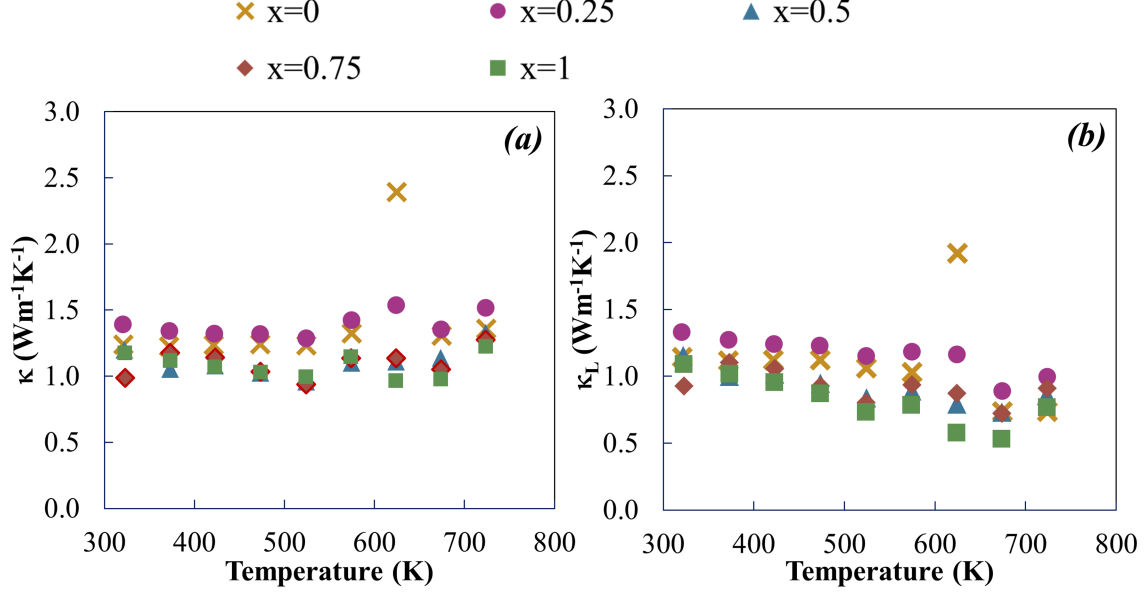 x=0 x=0.25 x=0.5
x=0.75 x=1
(a)
3.0
2.5
2.0
1.5
1.0
0.5
0.0
κ (Wm⁻¹K⁻¹)
300 400 500 600 700 800
Temperature (K)
(b)
3.0
2.5
2.0
1.5
1.0
0.5
0.0
κL (Wm⁻¹K⁻¹)
300 400 500 600 700 800
Temperature (K)